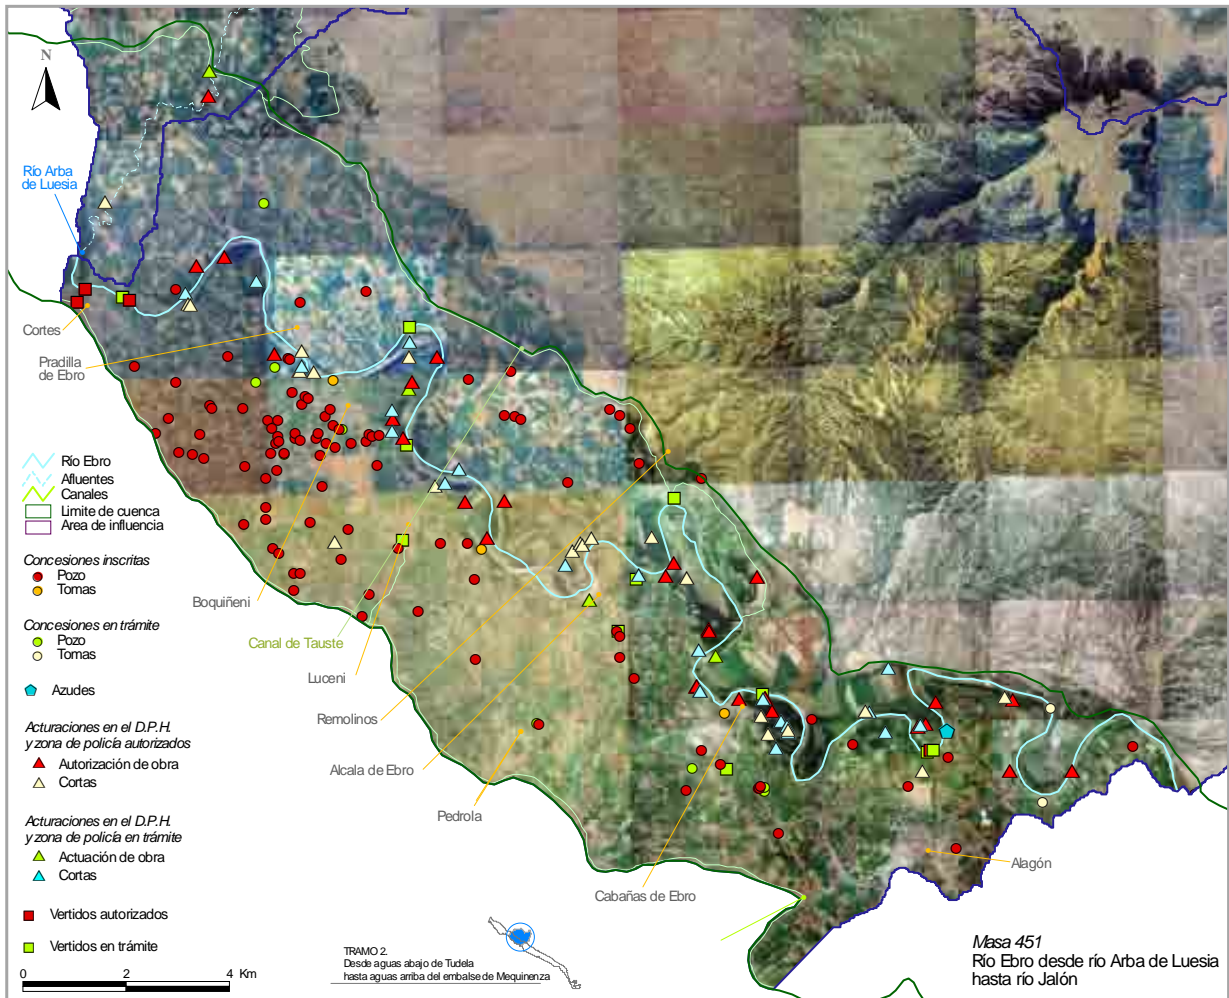 N
Río Arba
de Luesia
Cortes
Pradilla
de Ebro
Río Ebro
Afluentes
Canales
Limite de cuenca
Area de influencia
Concesiones inscritas
Pozo
Tomas
Concesiones en trámite
Pozo
Tomas
Azudes
Acturaciones en el D.P.H.
y zona de policía autorizados
Autorización de obra
Cortas
Acturaciones en el D.P.H.
y zona de policía en trámite
Actuación de obra
Cortas
Vertidos autorizados
Vertidos en trámite
0 2 4 Km
Boquiñeni
Canal de Tauste
Luceni
Remolinos
Alcala de Ebro
Pedrola
Cabañas de Ebro
Alagón
TRAMO 2.
Desde aguas abajo de Tudela
hasta aguas arriba del embalse de Mequinenza
Masa 451
Río Ebro desde río Arba de Luesia
hasta río Jalón